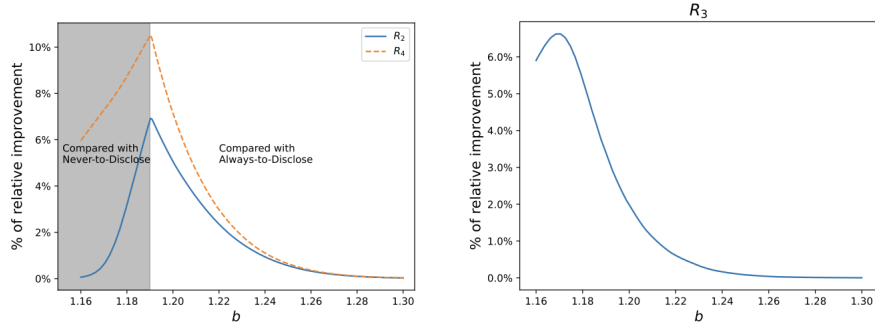 % of relative improvement
10%
8%
6%
4%
2%
0%
R2
R4
Compared with
Never-to-Disclose
Compared with
Always-to-Disclose
1.16 1.18 1.20 1.22 1.24 1.26 1.28 1.30
b
R3
% of relative improvement
6.0%
5.0%
4.0%
3.0%
2.0%
1.0%
0.0%
1.16 1.18 1.20 1.22 1.24 1.26 1.28 1.30
b